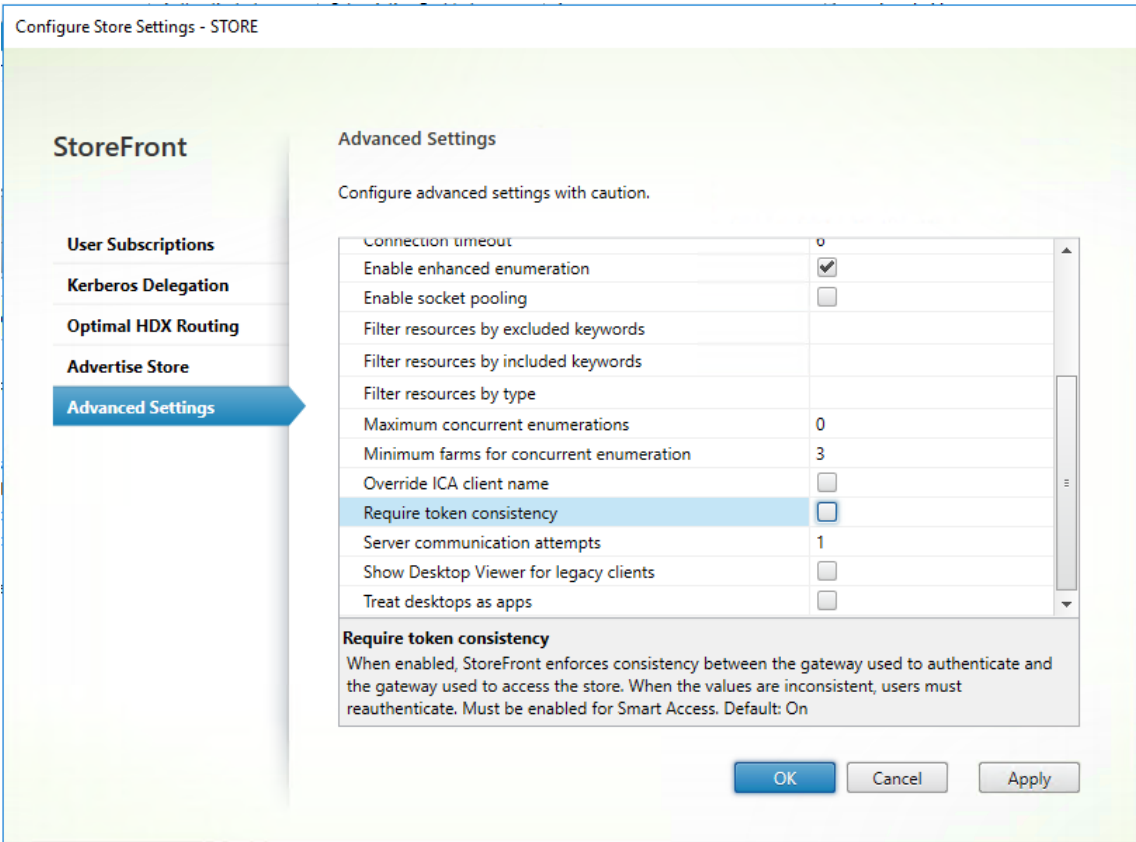 Configure Store Settings - STORE
StoreFront
User Subscriptions
Kerberos Delegation
Optimal HDX Routing
Advertise Store
Advanced Settings
Advanced Settings
Configure advanced settings with caution.
Connection timeout 6
Enable enhanced enumeration
Enable socket pooling
Filter resources by excluded keywords
Filter resources by included keywords
Filter resources by type
Maximum concurrent enumerations 0
Minimum farms for concurrent enumeration 3
Override ICA client name
Require token consistency
Server communication attempts 1
Show Desktop Viewer for legacy clients
Treat desktops as apps
Require token consistency
When enabled, StoreFront enforces consistency between the gateway used to authenticate and
the gateway used to access the store. When the values are inconsistent, users must
reauthenticate. Must be enabled for Smart Access. Default: On
OK Cancel Apply